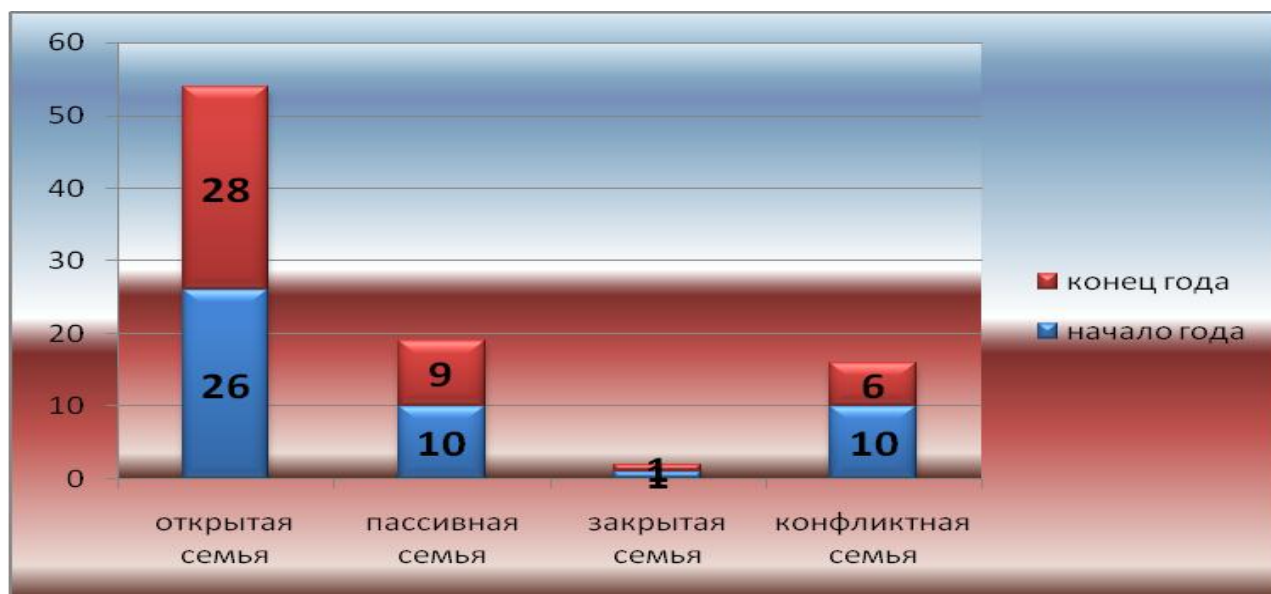 60
50
40
30
20
10
0
28
26
9
10
1
1
6
10
открытая
семья
пассивная
семья
закрытая
семья
конфликтная
семья
конец года
начало года